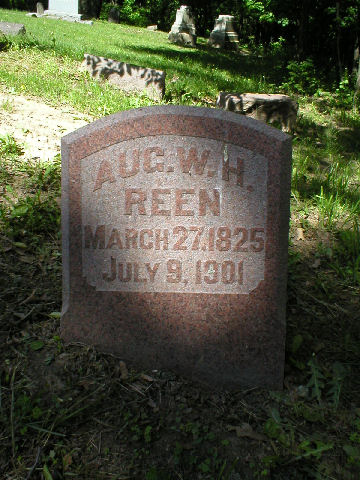 AUG. W. H.
REEN
MARCH 27, 1825
JULY 9, 1901